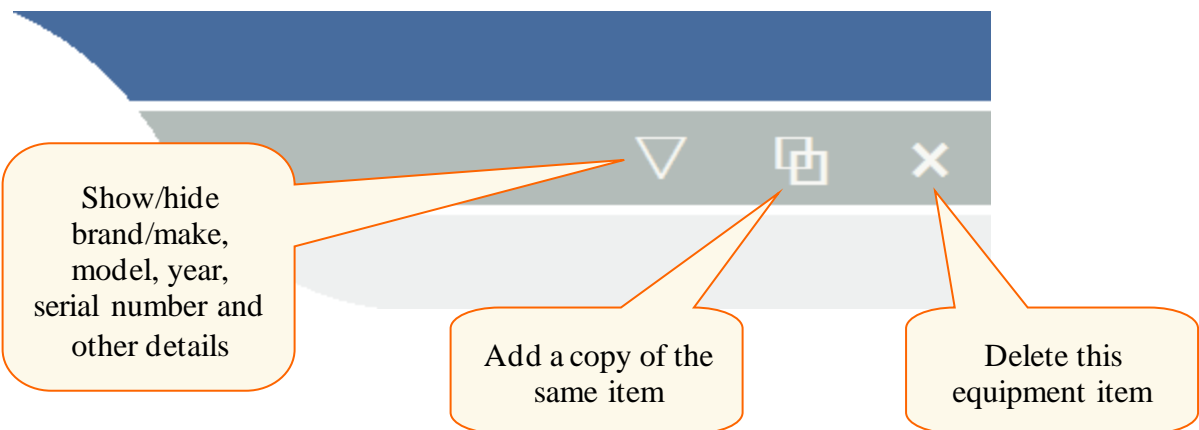 Show/hide
brand/make,
model, year,
serial number and
other details
Add a copy of the
same item
Delete this
equipment item